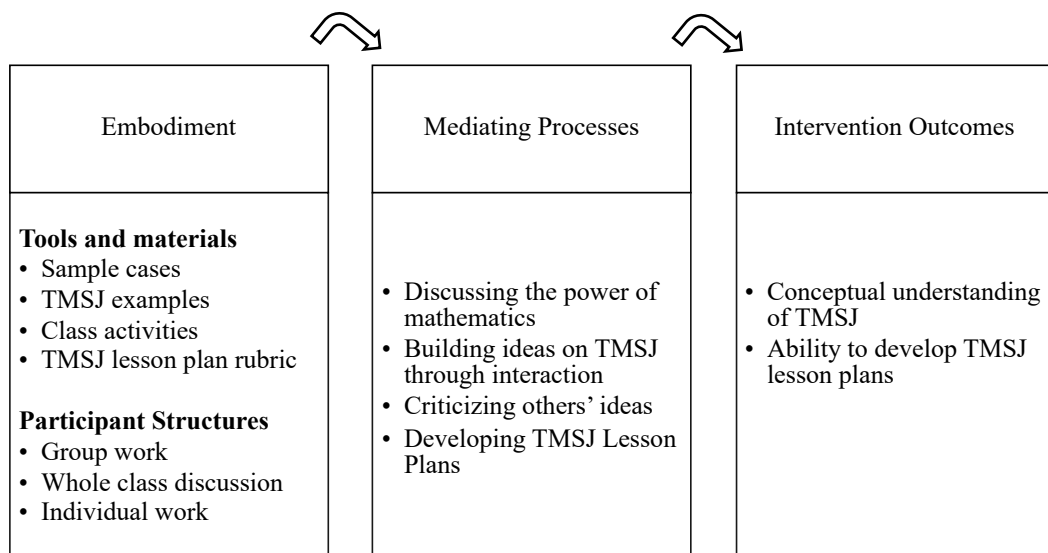 Embodiment
Mediating Processes
Intervention Outcomes
Tools and materials
• Sample cases
• TMSJ examples
• Class activities
• TMSJ lesson plan rubric
Participant Structures
• Group work
• Whole class discussion
• Individual work
• Discussing the power of
mathematics
• Building ideas on TMSJ
through interaction
• Criticizing others’ ideas
• Developing TMSJ Lesson
Plans
• Conceptual understanding
of TMSJ
• Ability to develop TMSJ
lesson plans